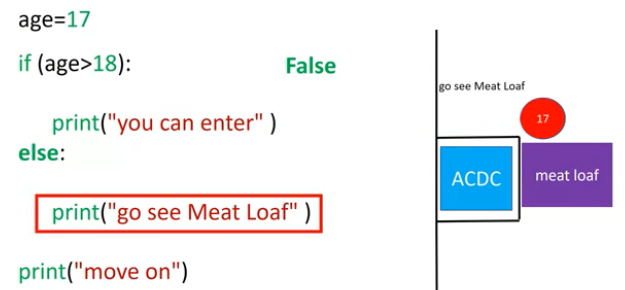 age=17
if (age>18):
False
print("you can enter" )
else:
print("go see Meat Loaf" )
print("move on")
go see Meat Loaf
17
ACDC
meat loaf